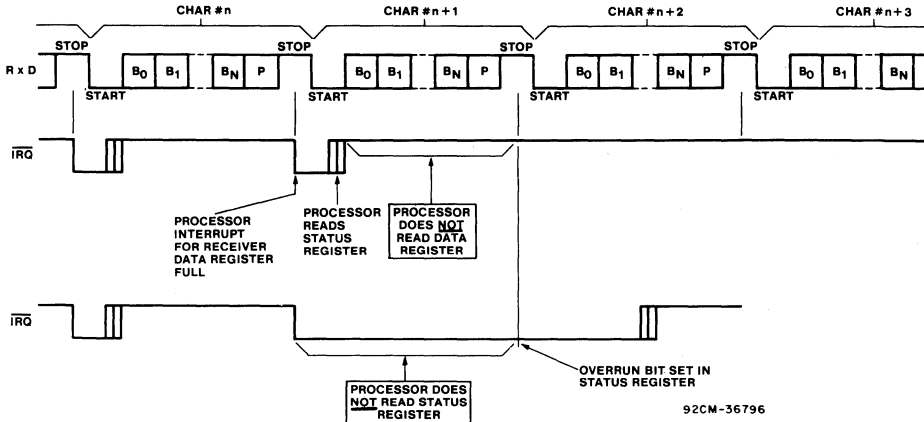 CHAR #n
CHAR #n+1
CHAR #n+2
CHAR #n+3
STOP
STOP
STOP
STOP
R x D
B0 B1 BN P
B0 B1 BN P
B0 B1 BN P
B0 B1 BN
START
START
START
START
IRQ
PROCESSOR
INTERRUPT
FOR RECEIVER
DATA REGISTER
FULL
PROCESSOR
READS
STATUS
REGISTER
PROCESSOR
DOES NOT
READ DATA
REGISTER
IRQ
PROCESSOR DOES
NOT READ STATUS
REGISTER
OVERRUN BIT SET IN
STATUS REGISTER
92CM-36796